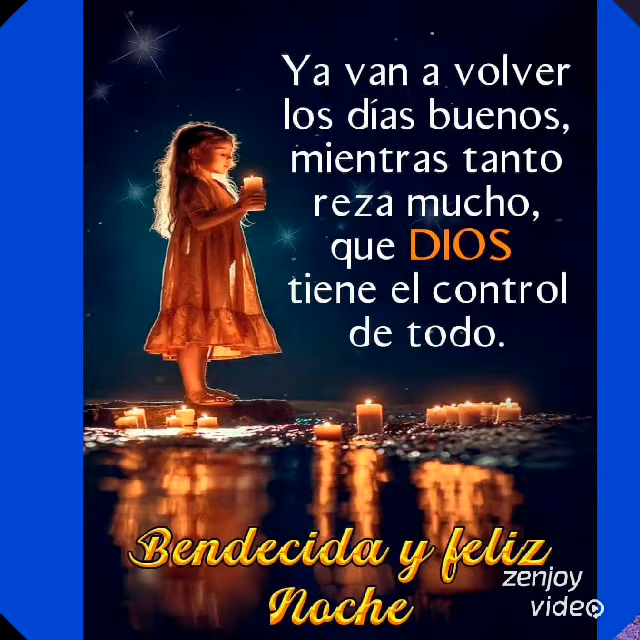 Ya van a volver
los días buenos,
mientras tanto
reza mucho,
que DIOS
tiene el control
de todo.
Bendecida y feliz
Noche
zenjoy
video